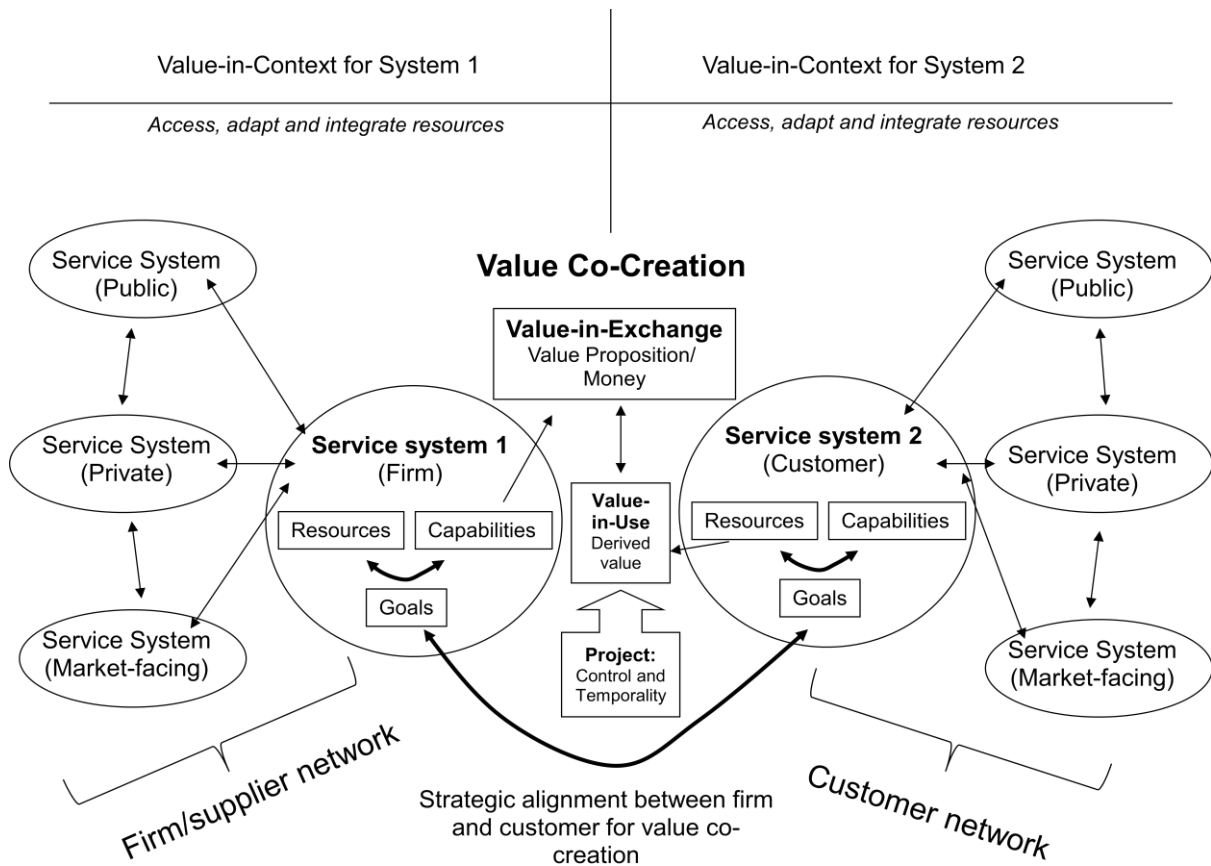 Value-in-Context for System 1
Value-in-Context for System 2
Access, adapt and integrate resources
Access, adapt and integrate resources
Value Co-Creation
Service System
(Public)
Service System
(Private)
Service System
(Market-facing)
Service system 1
(Firm)
Resources
Capabilities
Goals
Value-in-Exchange
Value Proposition/
Money
Value-
in-Use
Derived
value
Project:
Control and
Temporality
Service system 2
(Customer)
Resources
Capabilities
Goals
Service System
(Public)
Service System
(Private)
Service System
(Market-facing)
Firm/supplier network
Strategic alignment between firm
and customer for value co-
creation
Customer network